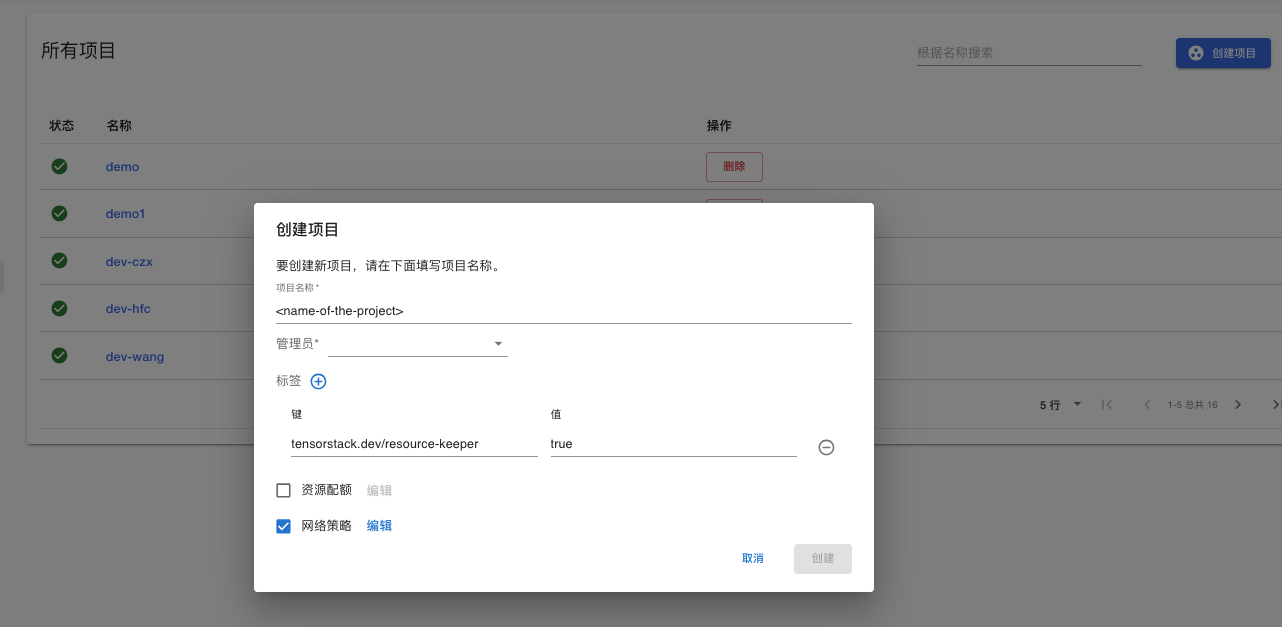 所有项目
根据名称搜索
创建项目
状态 名称 操作
demo 删除
demo1
dev-czx
dev-hfc
dev-wang
5 行 1-5 总共 16
创建项目
要创建新项目，请在下面填写项目名称。
项目名称 *
<name-of-the-project>
管理员*
标签
键 值
tensorstack.dev/resource-keeper true
资源配额 编辑
网络策略 编辑
取消 创建